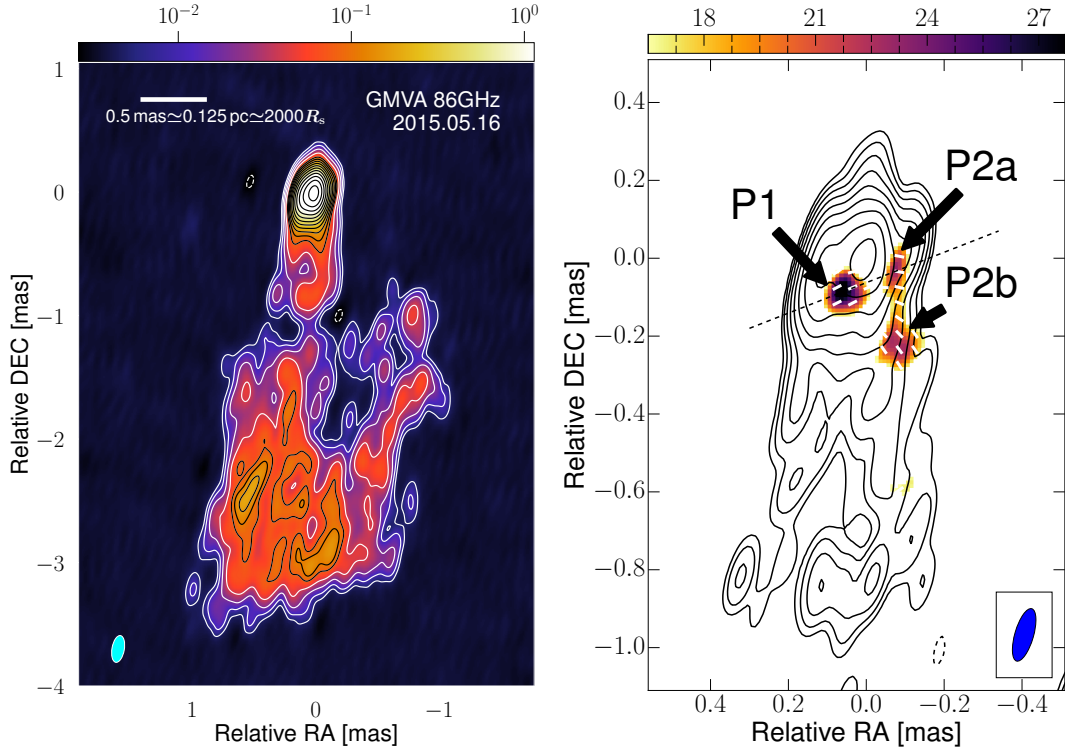 10⁻² 10⁻¹ 10⁰
GMVA 86GHz
2015.05.16
0.5 mas≃0.125 pc≃2000 Rₛ
1
0
−1
−2
−3
−4
Relative DEC [mas]
1 0 −1
Relative RA [mas]
18 21 24 27
P1
P2a
P2b
0.4
0.2
0.0
−0.2
−0.4
−0.6
−0.8
−1.0
Relative DEC [mas]
0.4 0.2 0.0 −0.2 −0.4
Relative RA [mas]